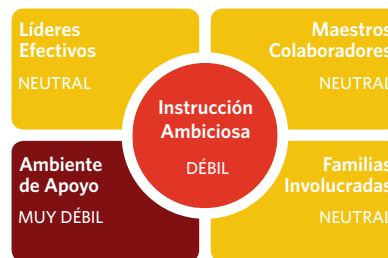 Líderes
Efectivos
NEUTRAL
Maestros
Colaboradores
NEUTRAL
Instrucción
Ambiciosa
DÉBIL
Ambiente
de Apoyo
MUY DÉBIL
Familias
Involucradas
NEUTRAL